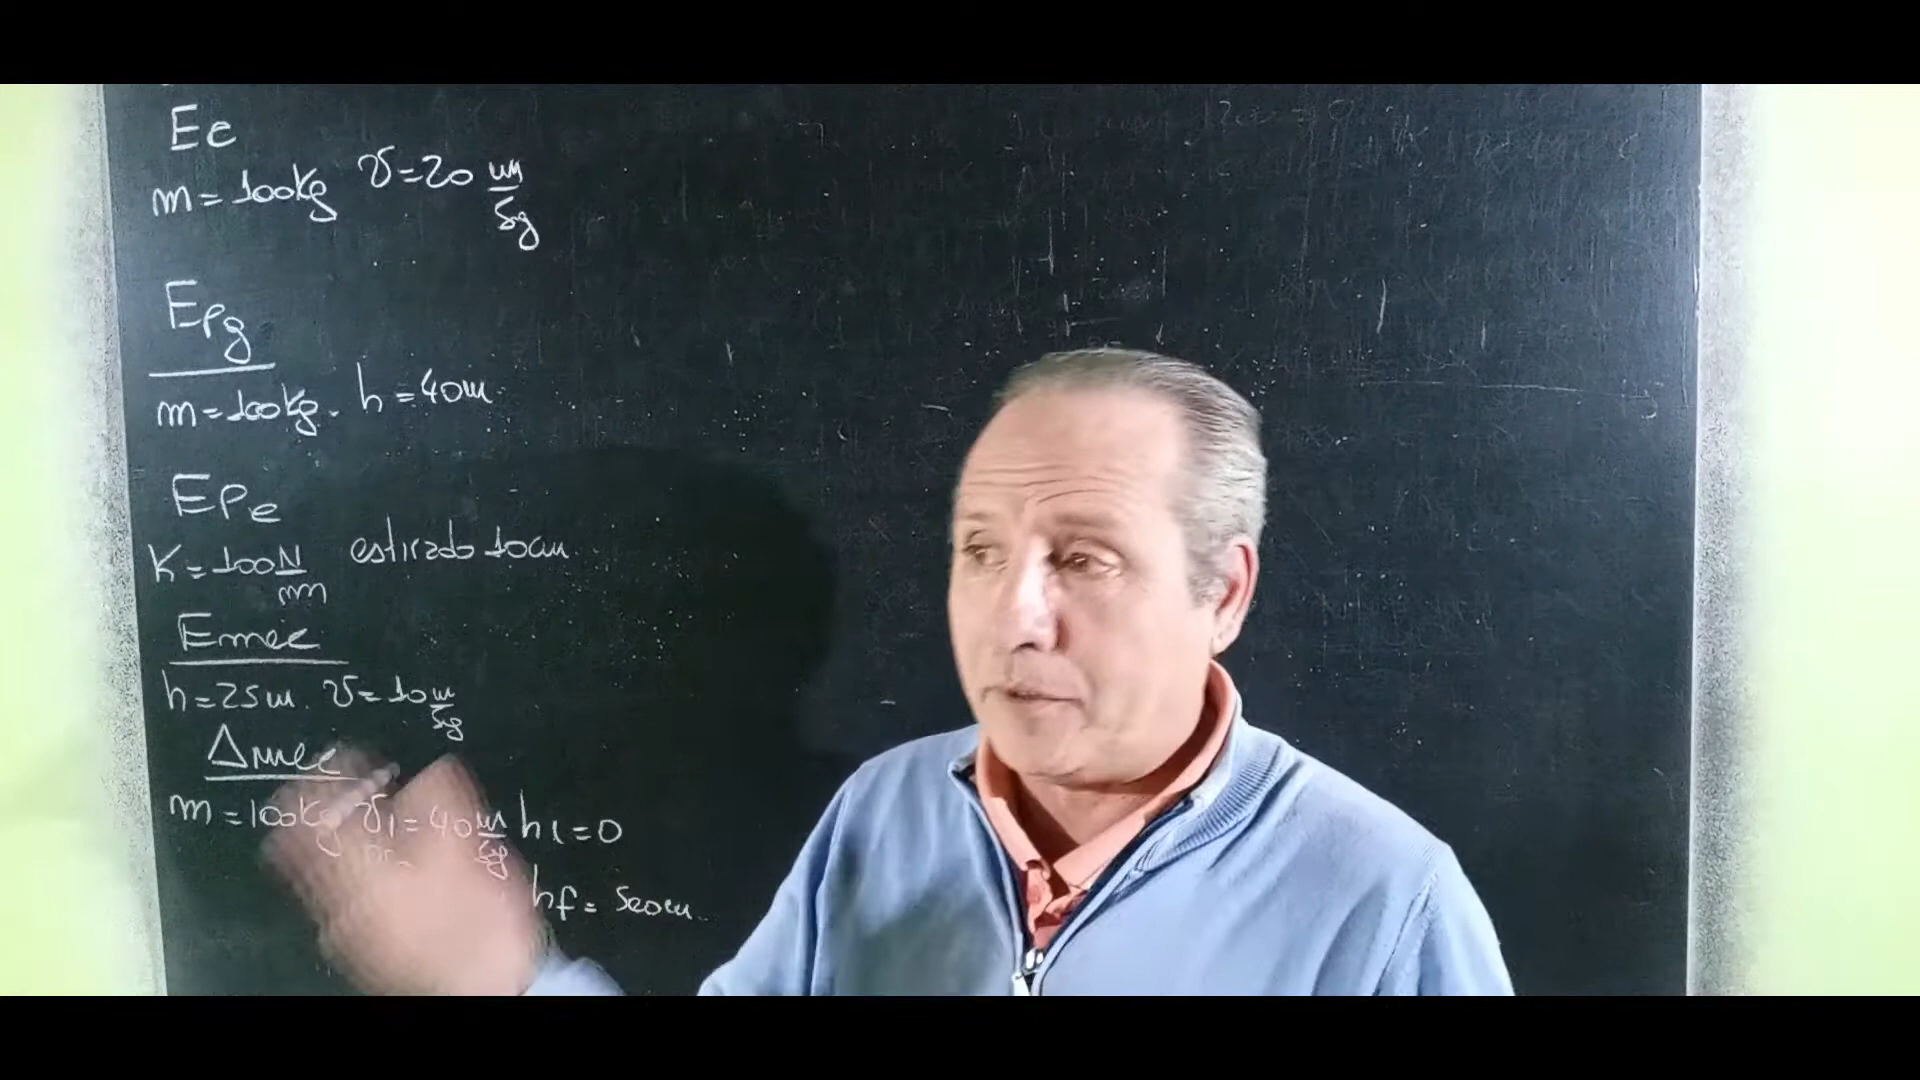 Ec
m = 100Kg v = 20 m/sg
Epg
m = 100Kg. h = 40m.
EPe
K = 100 N/m estirado 10cm.
Emec
h = 25m. v = 10 m/sg
Δmec
m = 100Kg v1 = 40 m/sg h1 = 0
hf = 500m..